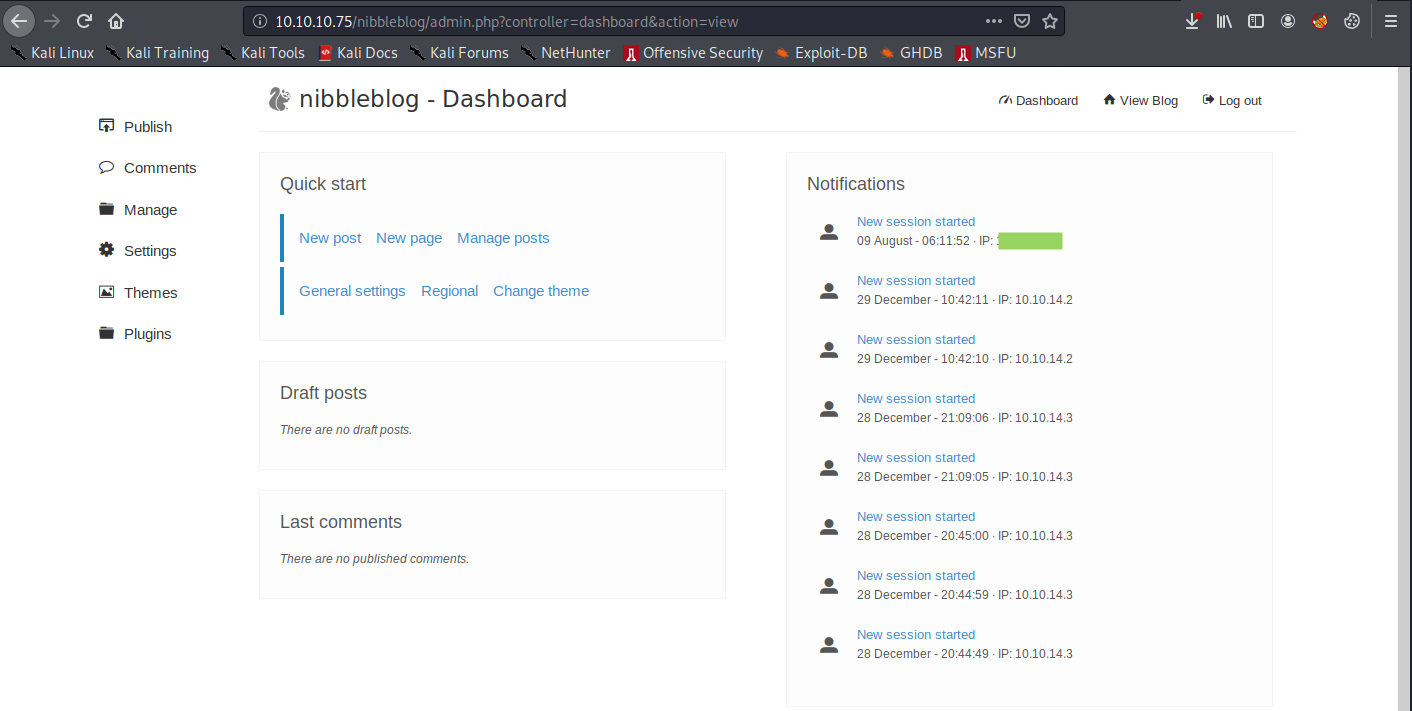 10.10.10.75/nibbleblog/admin.php?controller=dashboard&action=view
Kali Linux Kali Training Kali Tools Kali Docs Kali Forums NetHunter Offensive Security Exploit-DB GHDB MSFU
nibbleblog - Dashboard
Dashboard View Blog Log out
Publish
Comments
Manage
Settings
Themes
Plugins
Quick start
New post New page Manage posts
General settings Regional Change theme
Draft posts
There are no draft posts.
Last comments
There are no published comments.
Notifications
New session started
09 August - 06:11:52 · IP:
New session started
29 December - 10:42:11 · IP: 10.10.14.2
New session started
29 December - 10:42:10 · IP: 10.10.14.2
New session started
28 December - 21:09:06 · IP: 10.10.14.3
New session started
28 December - 21:09:05 · IP: 10.10.14.3
New session started
28 December - 20:45:00 · IP: 10.10.14.3
New session started
28 December - 20:44:59 · IP: 10.10.14.3
New session started
28 December - 20:44:49 · IP: 10.10.14.3